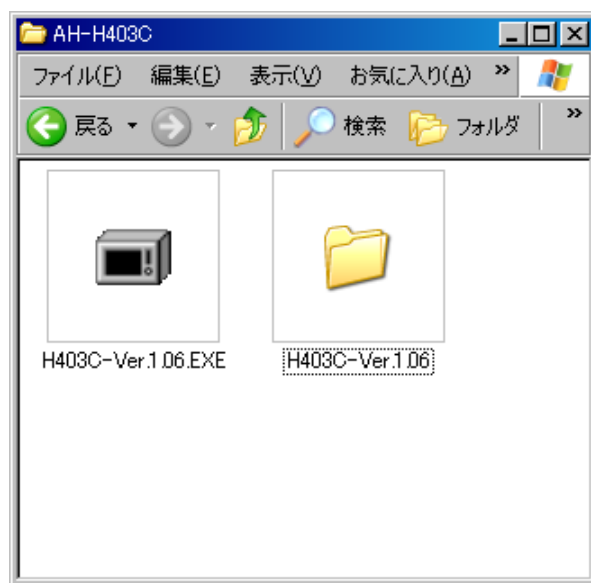 AH-H403C
ファイル(F) 編集(E) 表示(V) お気に入り(A) »
戻る 検索 フォルダ »
H403C-Ver.1.06.EXE H403C-Ver.1.06